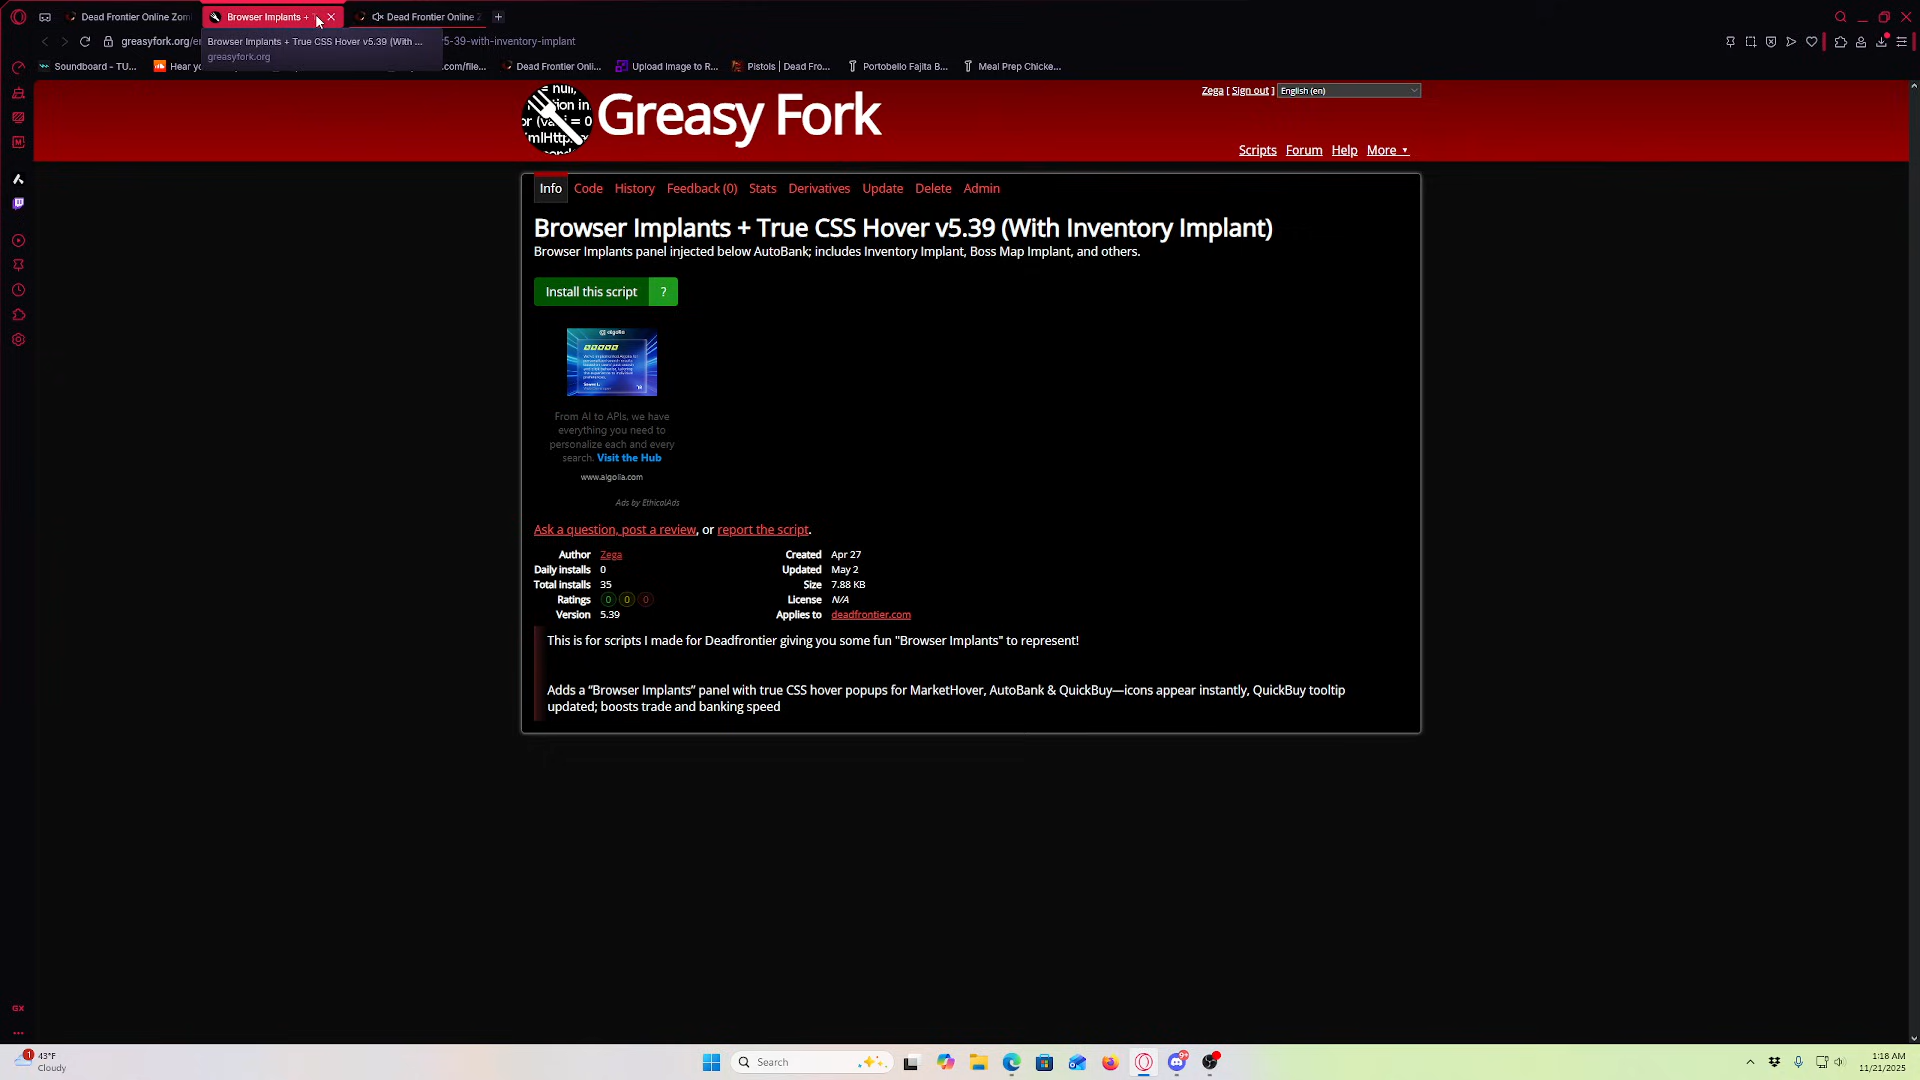 Dead Frontier Online Zom
Browser Implants +
Dead Frontier Online Z
greasyfork.org/en
5-39-with-inventory-implant
Browser Implants + True CSS Hover v5.39 (With ...
greasyfork.org
Soundboard - TU...
Hear yo
.com/file...
Dead Frontier Onli...
Upload Image to R...
Pistols | Dead Fro...
Portobello Fajita B...
Meal Prep Chicke...
Greasy Fork
Zega [ Sign out ] English (en)
Scripts Forum Help More
Info Code History Feedback (0) Stats Derivatives Update Delete Admin
Browser Implants + True CSS Hover v5.39 (With Inventory Implant)
Browser Implants panel injected below AutoBank; includes Inventory Implant, Boss Map Implant, and others.
Install this script ?
algolia
From AI to APIs, we have
everything you need to
personalize each and every
search. Visit the Hub
www.algolia.com
Ads by EthicalAds
Ask a question, post a review, or report the script.
Author Zega
Daily installs 0
Total installs 35
Ratings 0 0 0
Version 5.39
Created Apr 27
Updated May 2
Size 7.88 KB
License N/A
Applies to deadfrontier.com
This is for scripts I made for Deadfrontier giving you some fun "Browser Implants" to represent!
Adds a “Browser Implants” panel with true CSS hover popups for MarketHover, AutoBank & QuickBuy—icons appear instantly, QuickBuy tooltip
updated; boosts trade and banking speed
GX
1
43°F
Cloudy
Search
1:18 AM
11/21/2025